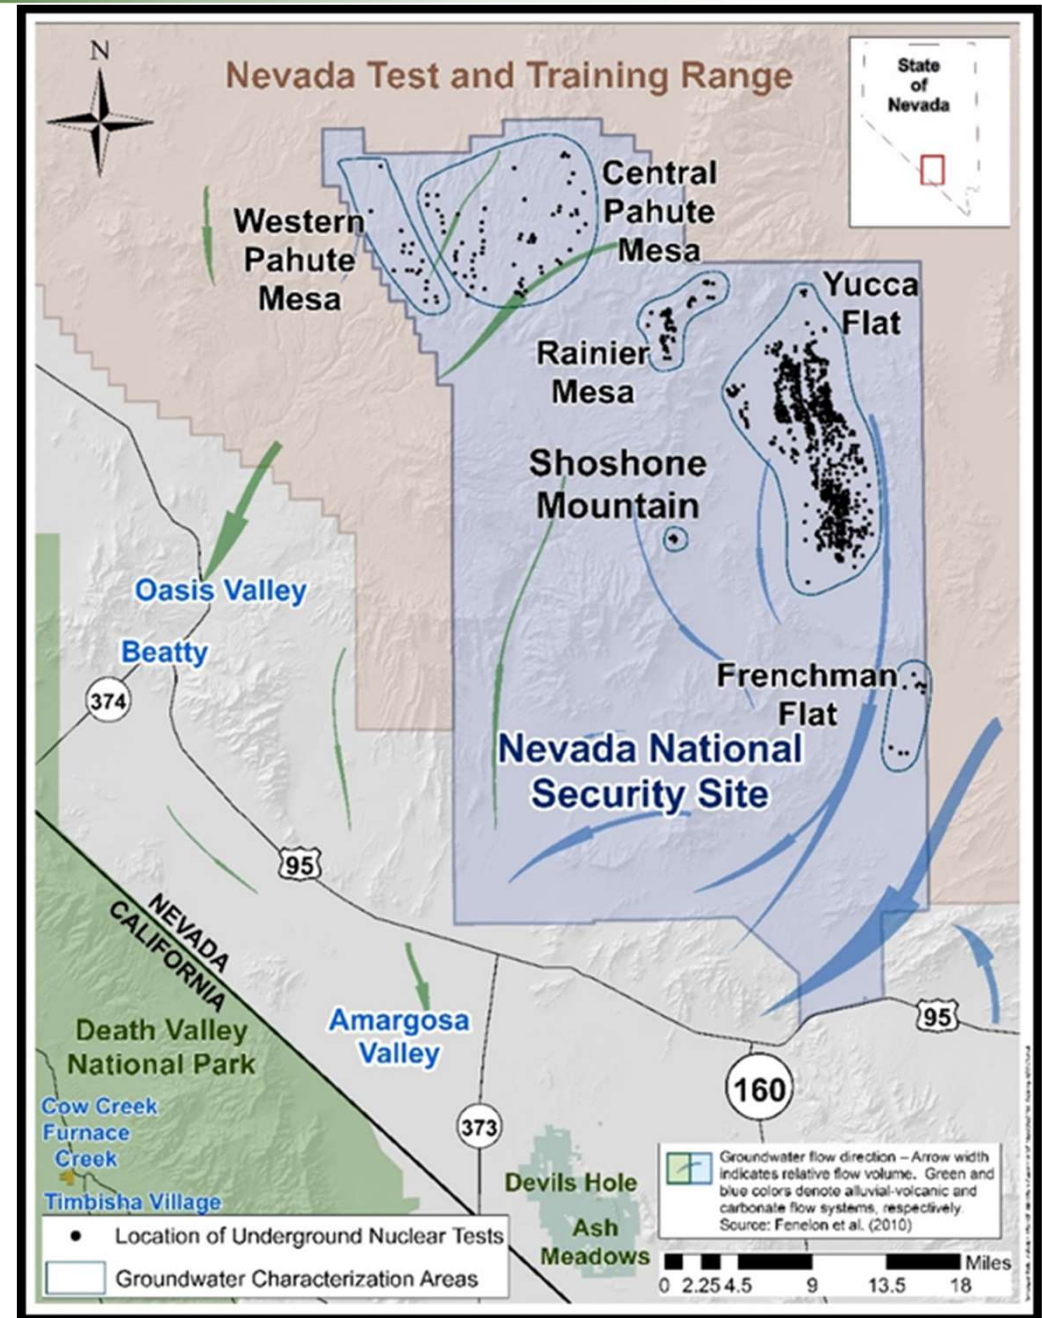 N
Nevada Test and Training Range
State
of
Nevada
Central
Pahute
Mesa
Western
Pahute
Mesa
Yucca
Flat
Rainier
Mesa
Shoshone
Mountain
Oasis Valley
Beatty
374
Frenchman
Flat
Nevada National
Security Site
95
NEVADA
CALIFORNIA
Amargosa
Valley
95
Death Valley
National Park
160
Cow Creek
Furnace
Creek
373
Timbisha Village
Devils Hole
Ash
Meadows
Groundwater flow direction – Arrow width
indicates relative flow volume. Green and
blue colors denote alluvial-volcanic and
carbonate flow systems, respectively.
Source: Fenelon et al. (2010)
Location of Underground Nuclear Tests
Groundwater Characterization Areas
Miles
0 2.25 4.5 9 13.5 18